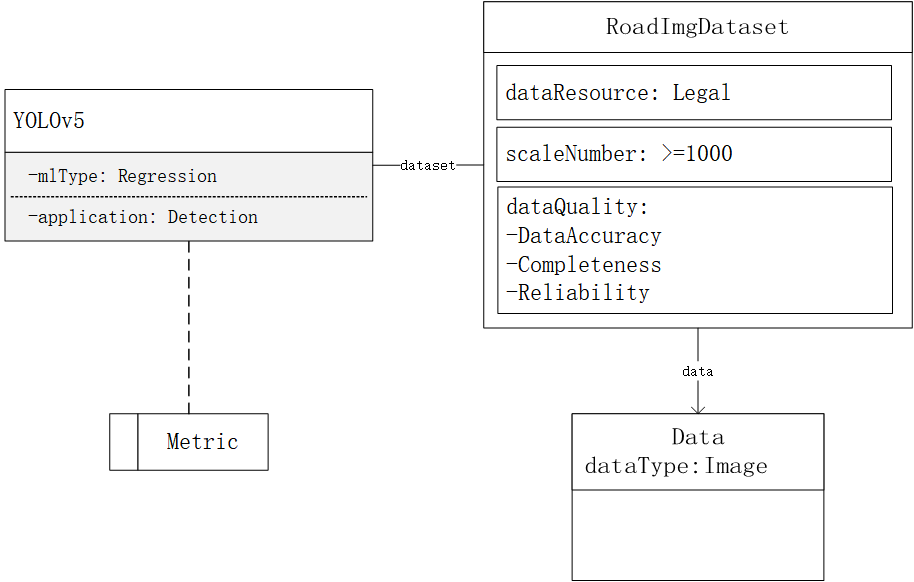 RoadImgDataset
dataResource: Legal
YOLOv5
scaleNumber: >=1000
-mlType: Regression
dataset
-application: Detection
dataQuality:
-DataAccuracy
-Completeness
-Reliability
data
Metric
Data
dataType:Image